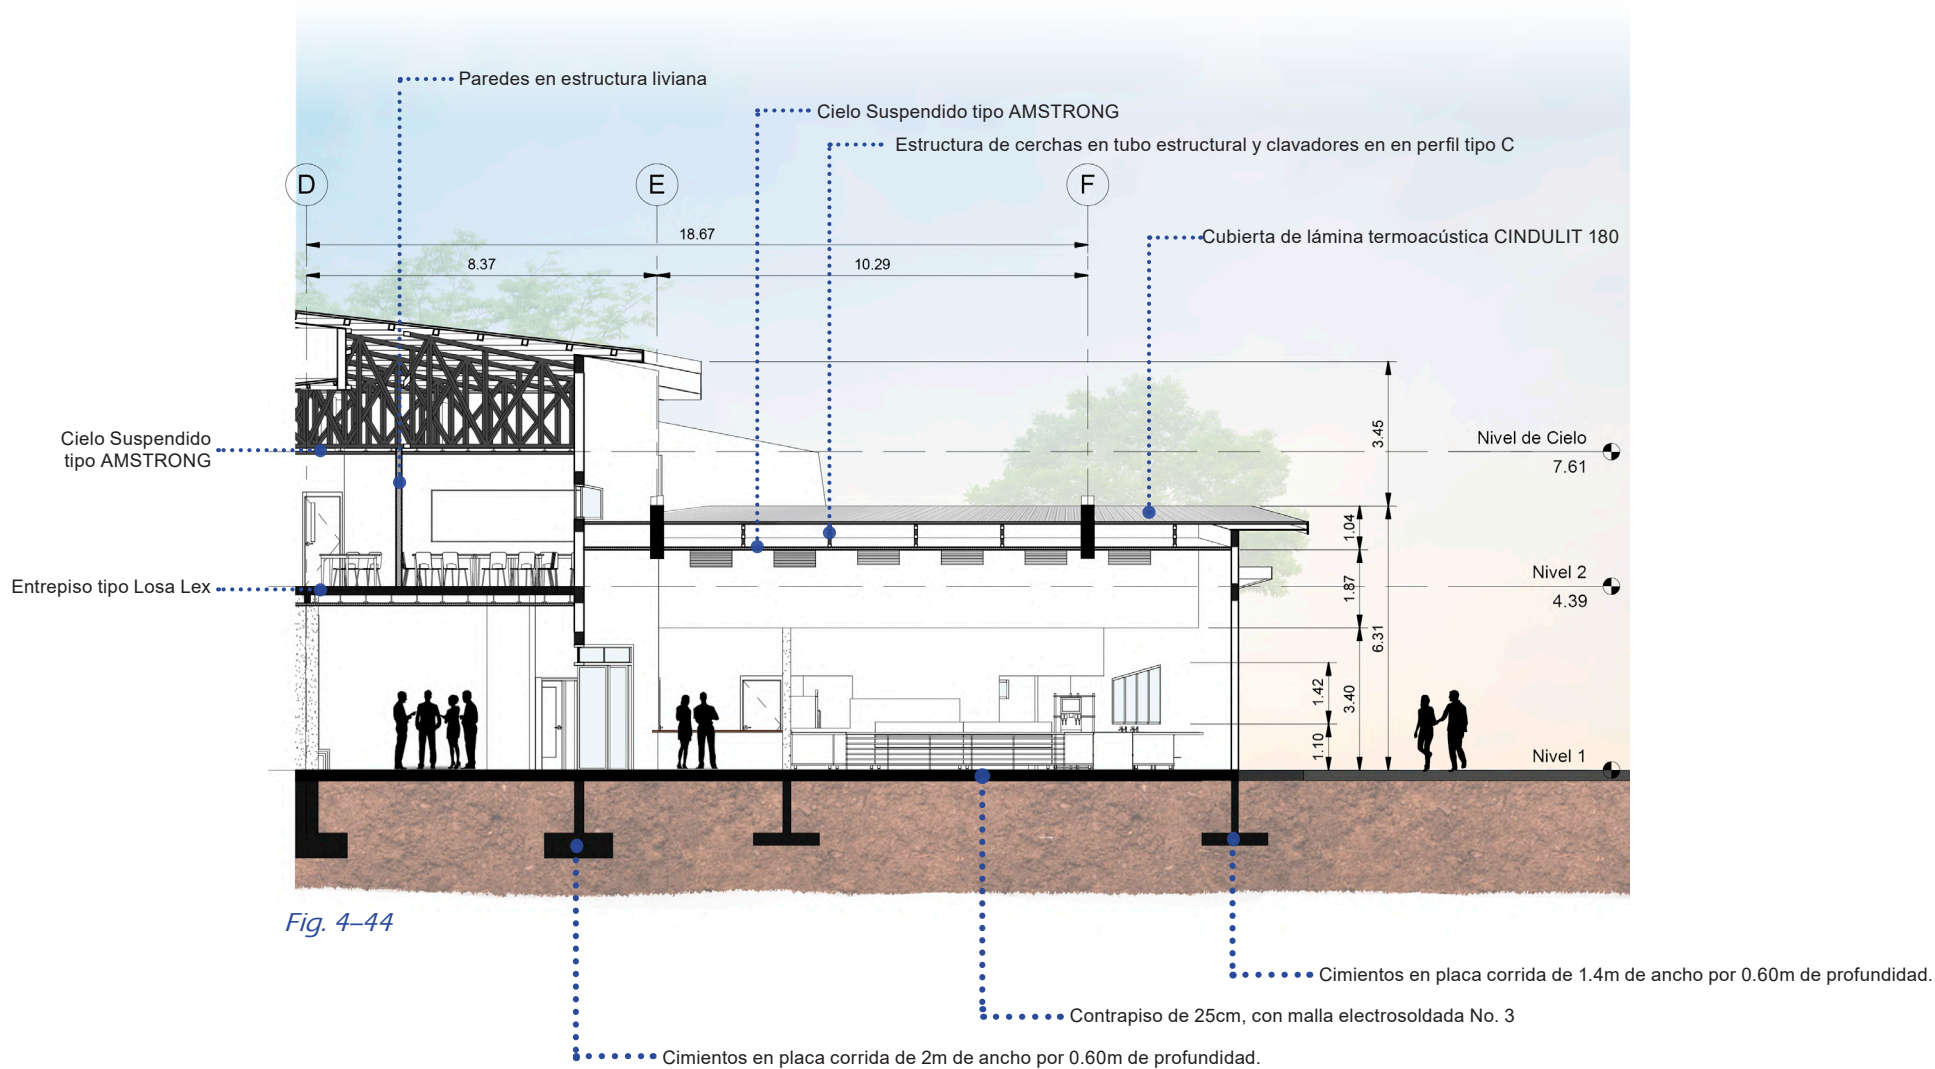 Paredes en estructura liviana
Cielo Suspendido tipo AMSTRONG
Estructura de cerchas en tubo estructural y clavadores en en perfil tipo C
D
E
F
18.67
Cubierta de lámina termoacústica CINDULIT 180
8.37
10.29
3.45
Cielo Suspendido
tipo AMSTRONG
Nivel de Cielo
7.61
1.04
Entrepiso tipo Losa Lex
1.87
Nivel 2
4.39
6.31
1.42
3.40
1.10
Nivel 1
Fig. 4–44
Cimientos en placa corrida de 1.4m de ancho por 0.60m de profundidad.
Contrapiso de 25cm, con malla electrosoldada No. 3
Cimientos en placa corrida de 2m de ancho por 0.60m de profundidad.